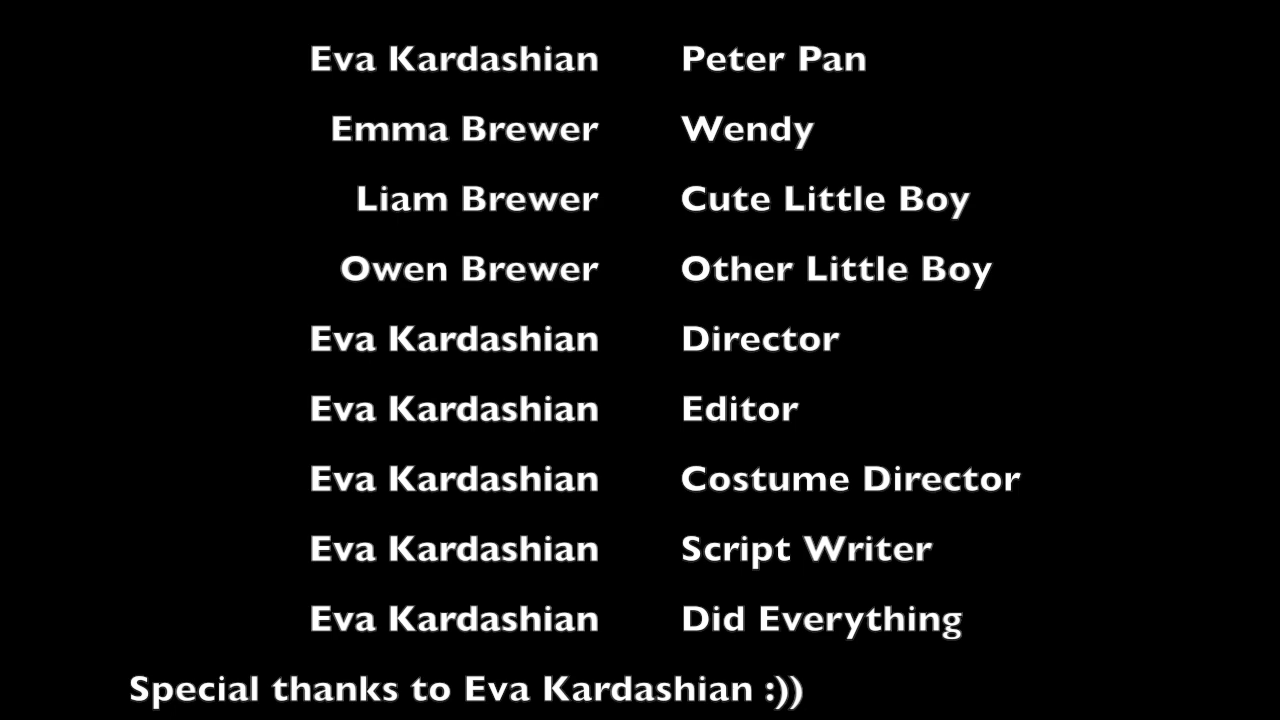 Eva Kardashian Peter Pan
Emma Brewer Wendy
Liam Brewer Cute Little Boy
Owen Brewer Other Little Boy
Eva Kardashian Director
Eva Kardashian Editor
Eva Kardashian Costume Director
Eva Kardashian Script Writer
Eva Kardashian Did Everything
Special thanks to Eva Kardashian :))